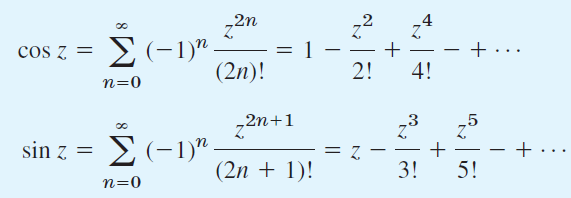 cos z = ∑_{n=0}^{∞} (−1)^n z^{2n}/(2n)! = 1 − z^2/2! + z^4/4! − + ⋯
sin z = ∑_{n=0}^{∞} (−1)^n z^{2n+1}/(2n + 1)! = z − z^3/3! + z^5/5! − + ⋯